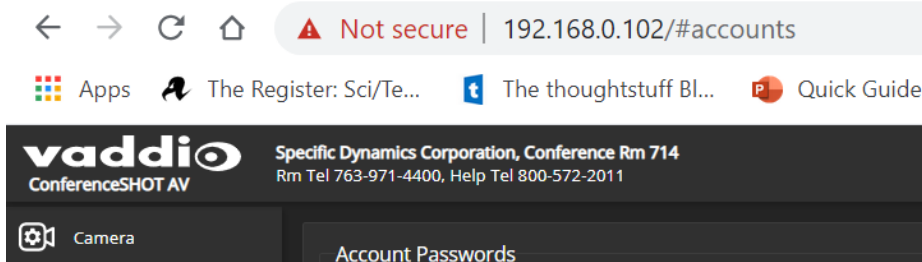 Not secure | 192.168.0.102/#accounts
Apps The Register: Sci/Te... The thoughtstuff Bl... Quick Guide
vaddio Specific Dynamics Corporation, Conference Rm 714
ConferenceSHOT AV Rm Tel 763-971-4400, Help Tel 800-572-2011
Camera
Account Passwords